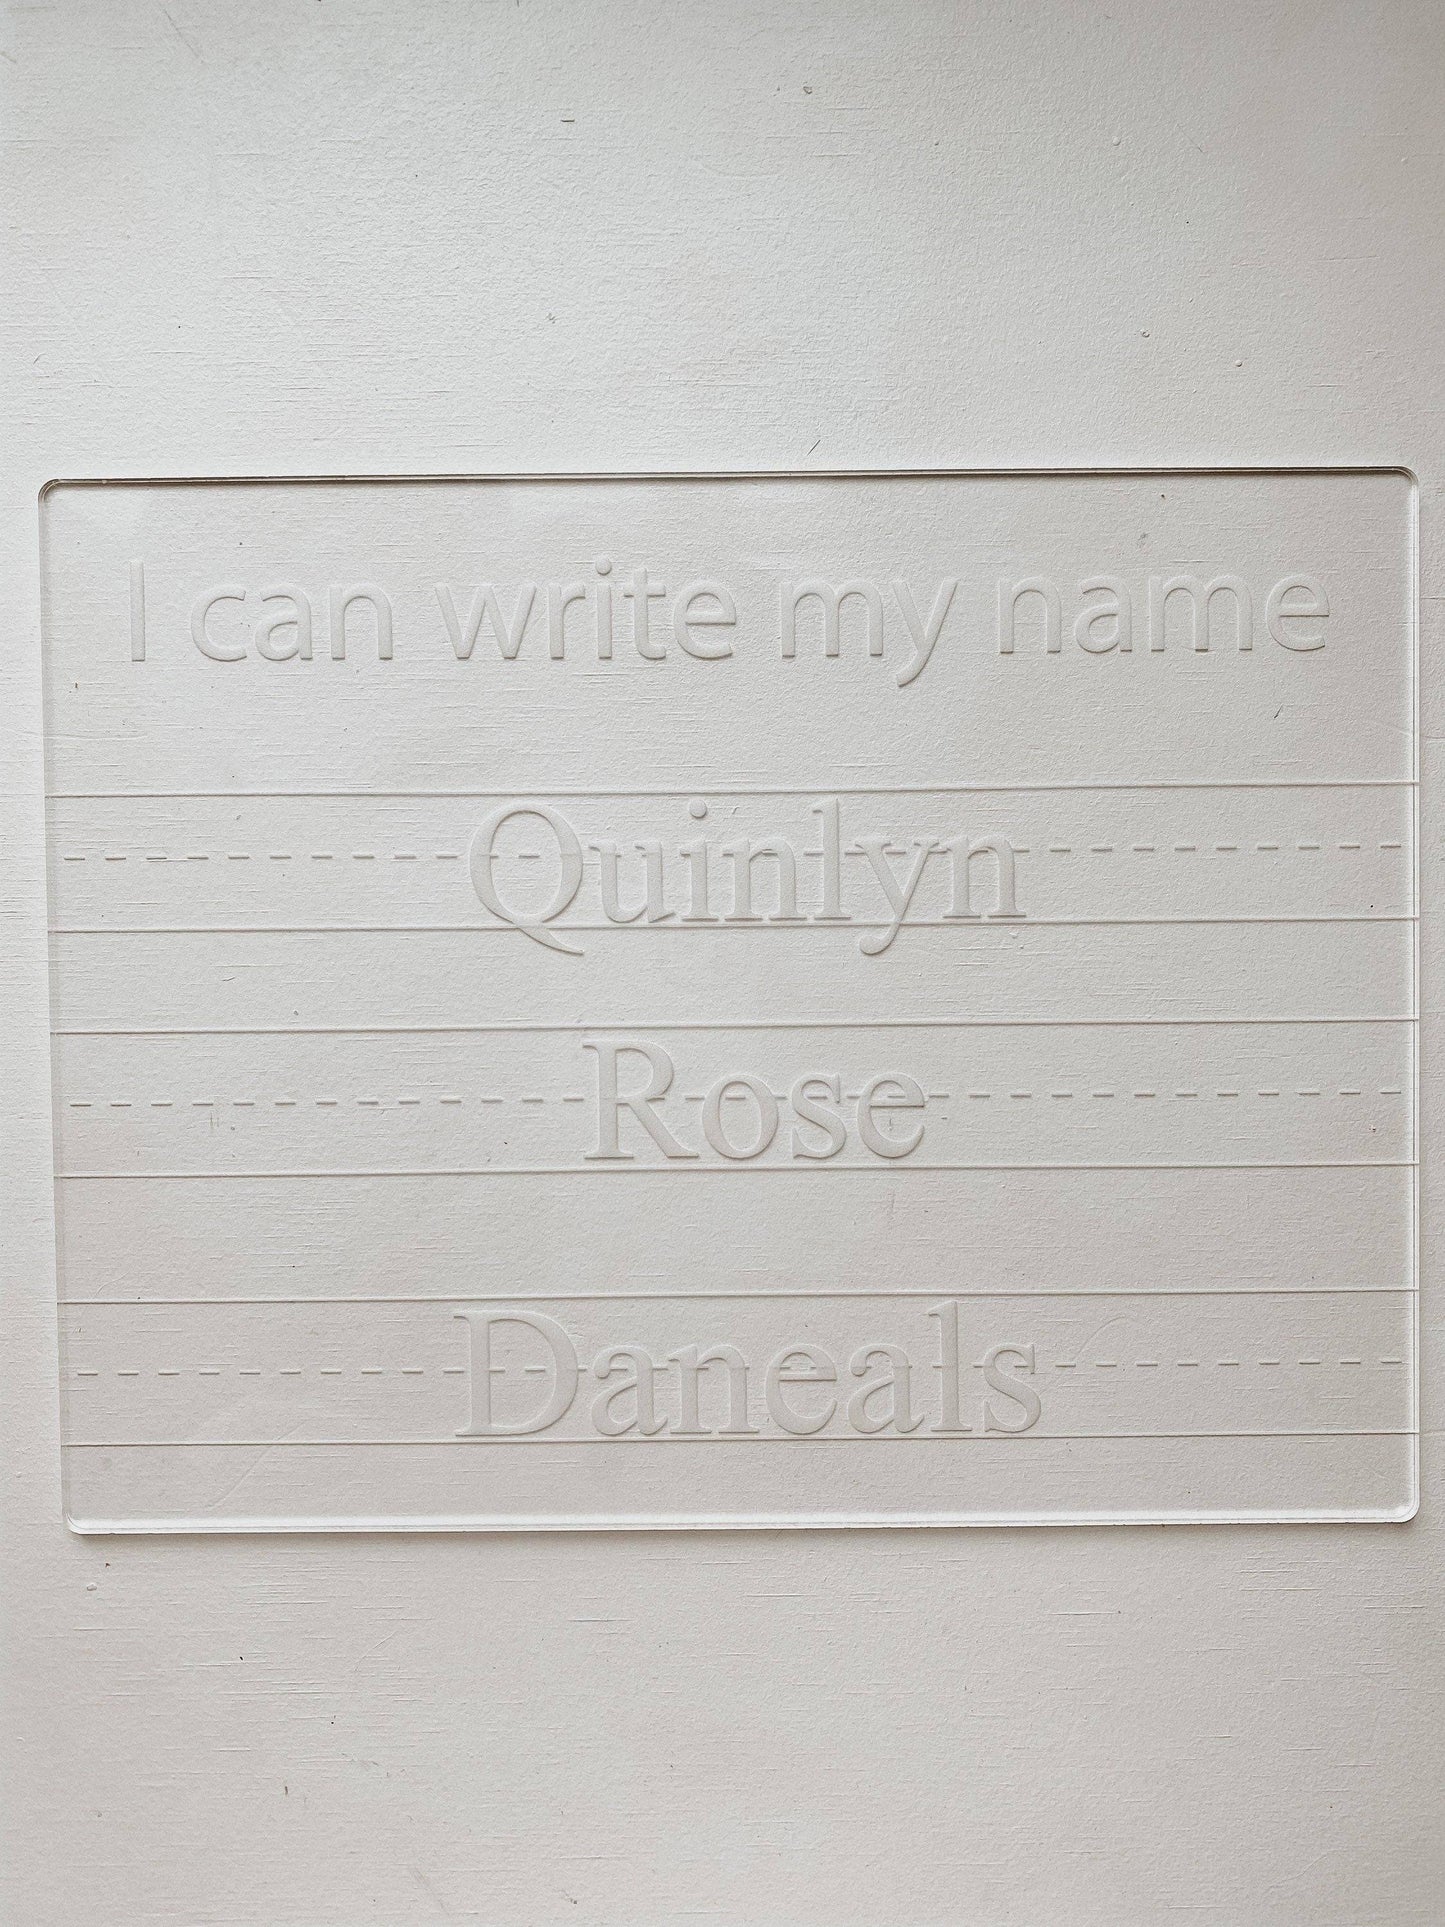 I can write my name
Quinlyn
Rose
Daneals